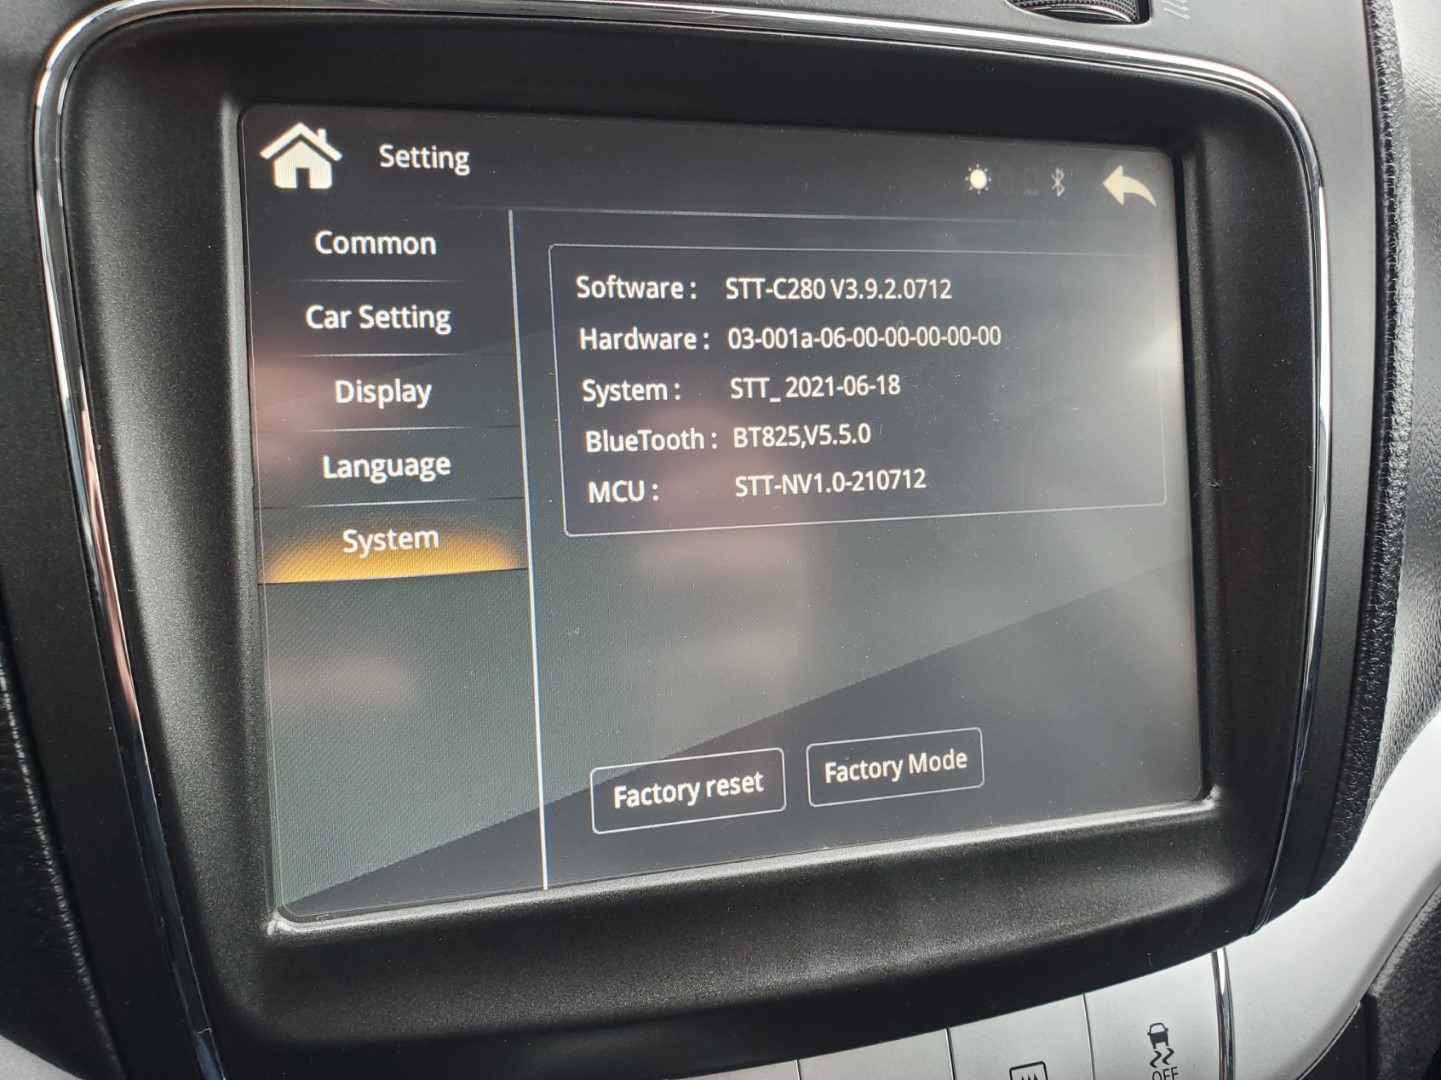 Setting
Common
Car Setting
Display
Language
System
Software : STT-C280 V3.9.2.0712
Hardware : 03-001a-06-00-00-00-00-00
System : STT_ 2021-06-18
BlueTooth : BT825,V5.5.0
MCU : STT-NV1.0-210712
Factory reset
Factory Mode
OFF